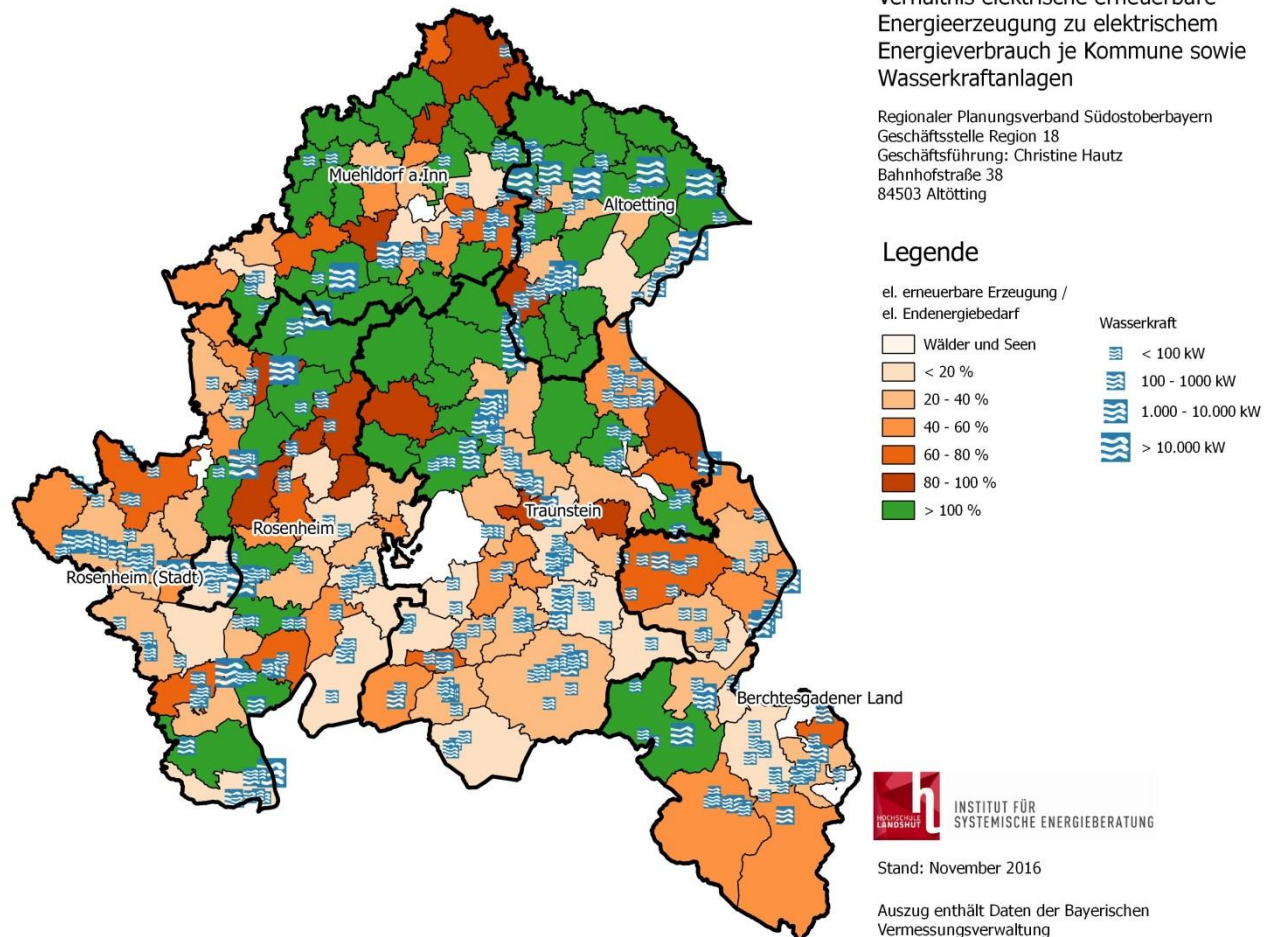 Verhältnis elektrische erneuerbare
Energieerzeugung zu elektrischem
Energieverbrauch je Kommune sowie
Wasserkraftanlagen
Regionaler Planungsverband Südostoberbayern
Geschäftsstelle Region 18
Geschäftsführung: Christine Hautz
Bahnhofstraße 38
84503 Altötting
Muehldorf a.Inn
Altoetting
Rosenheim
Traunstein
Rosenheim (Stadt)
Berchtesgadener Land
Legende
el. erneuerbare Erzeugung /
el. Endenergiebedarf
Wälder und Seen
< 20 %
20 - 40 %
40 - 60 %
60 - 80 %
80 - 100 %
> 100 %
Wasserkraft
< 100 kW
100 - 1000 kW
1.000 - 10.000 kW
> 10.000 kW
HOCHSCHULE
LANDSHUT
INSTITUT FÜR
SYSTEMISCHE ENERGIEBERATUNG
Stand: November 2016
Auszug enthält Daten der Bayerischen
Vermessungsverwaltung